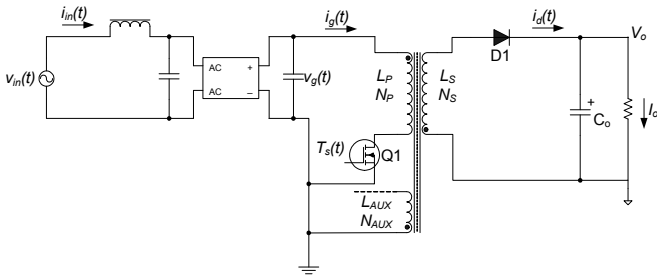 i_in(t)
i_g(t)
i_d(t)
V_o
D1
v_in(t)
AC +
AC –
v_g(t)
L_P
N_P
L_S
N_S
+
C_o
I_o
T_s(t)
Q1
L_AUX
N_AUX